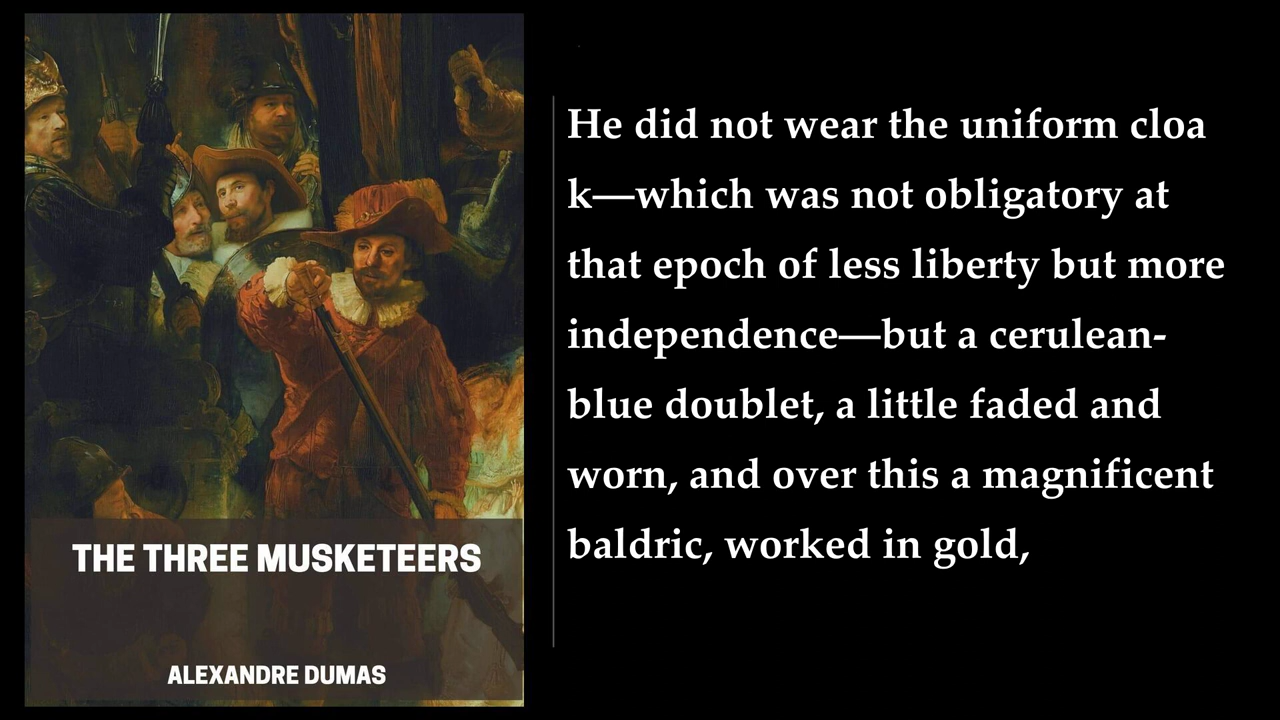 THE THREE MUSKETEERS
ALEXANDRE DUMAS
He did not wear the uniform cloa
k—which was not obligatory at
that epoch of less liberty but more
independence—but a cerulean-
blue doublet, a little faded and
worn, and over this a magnificent
baldric, worked in gold,